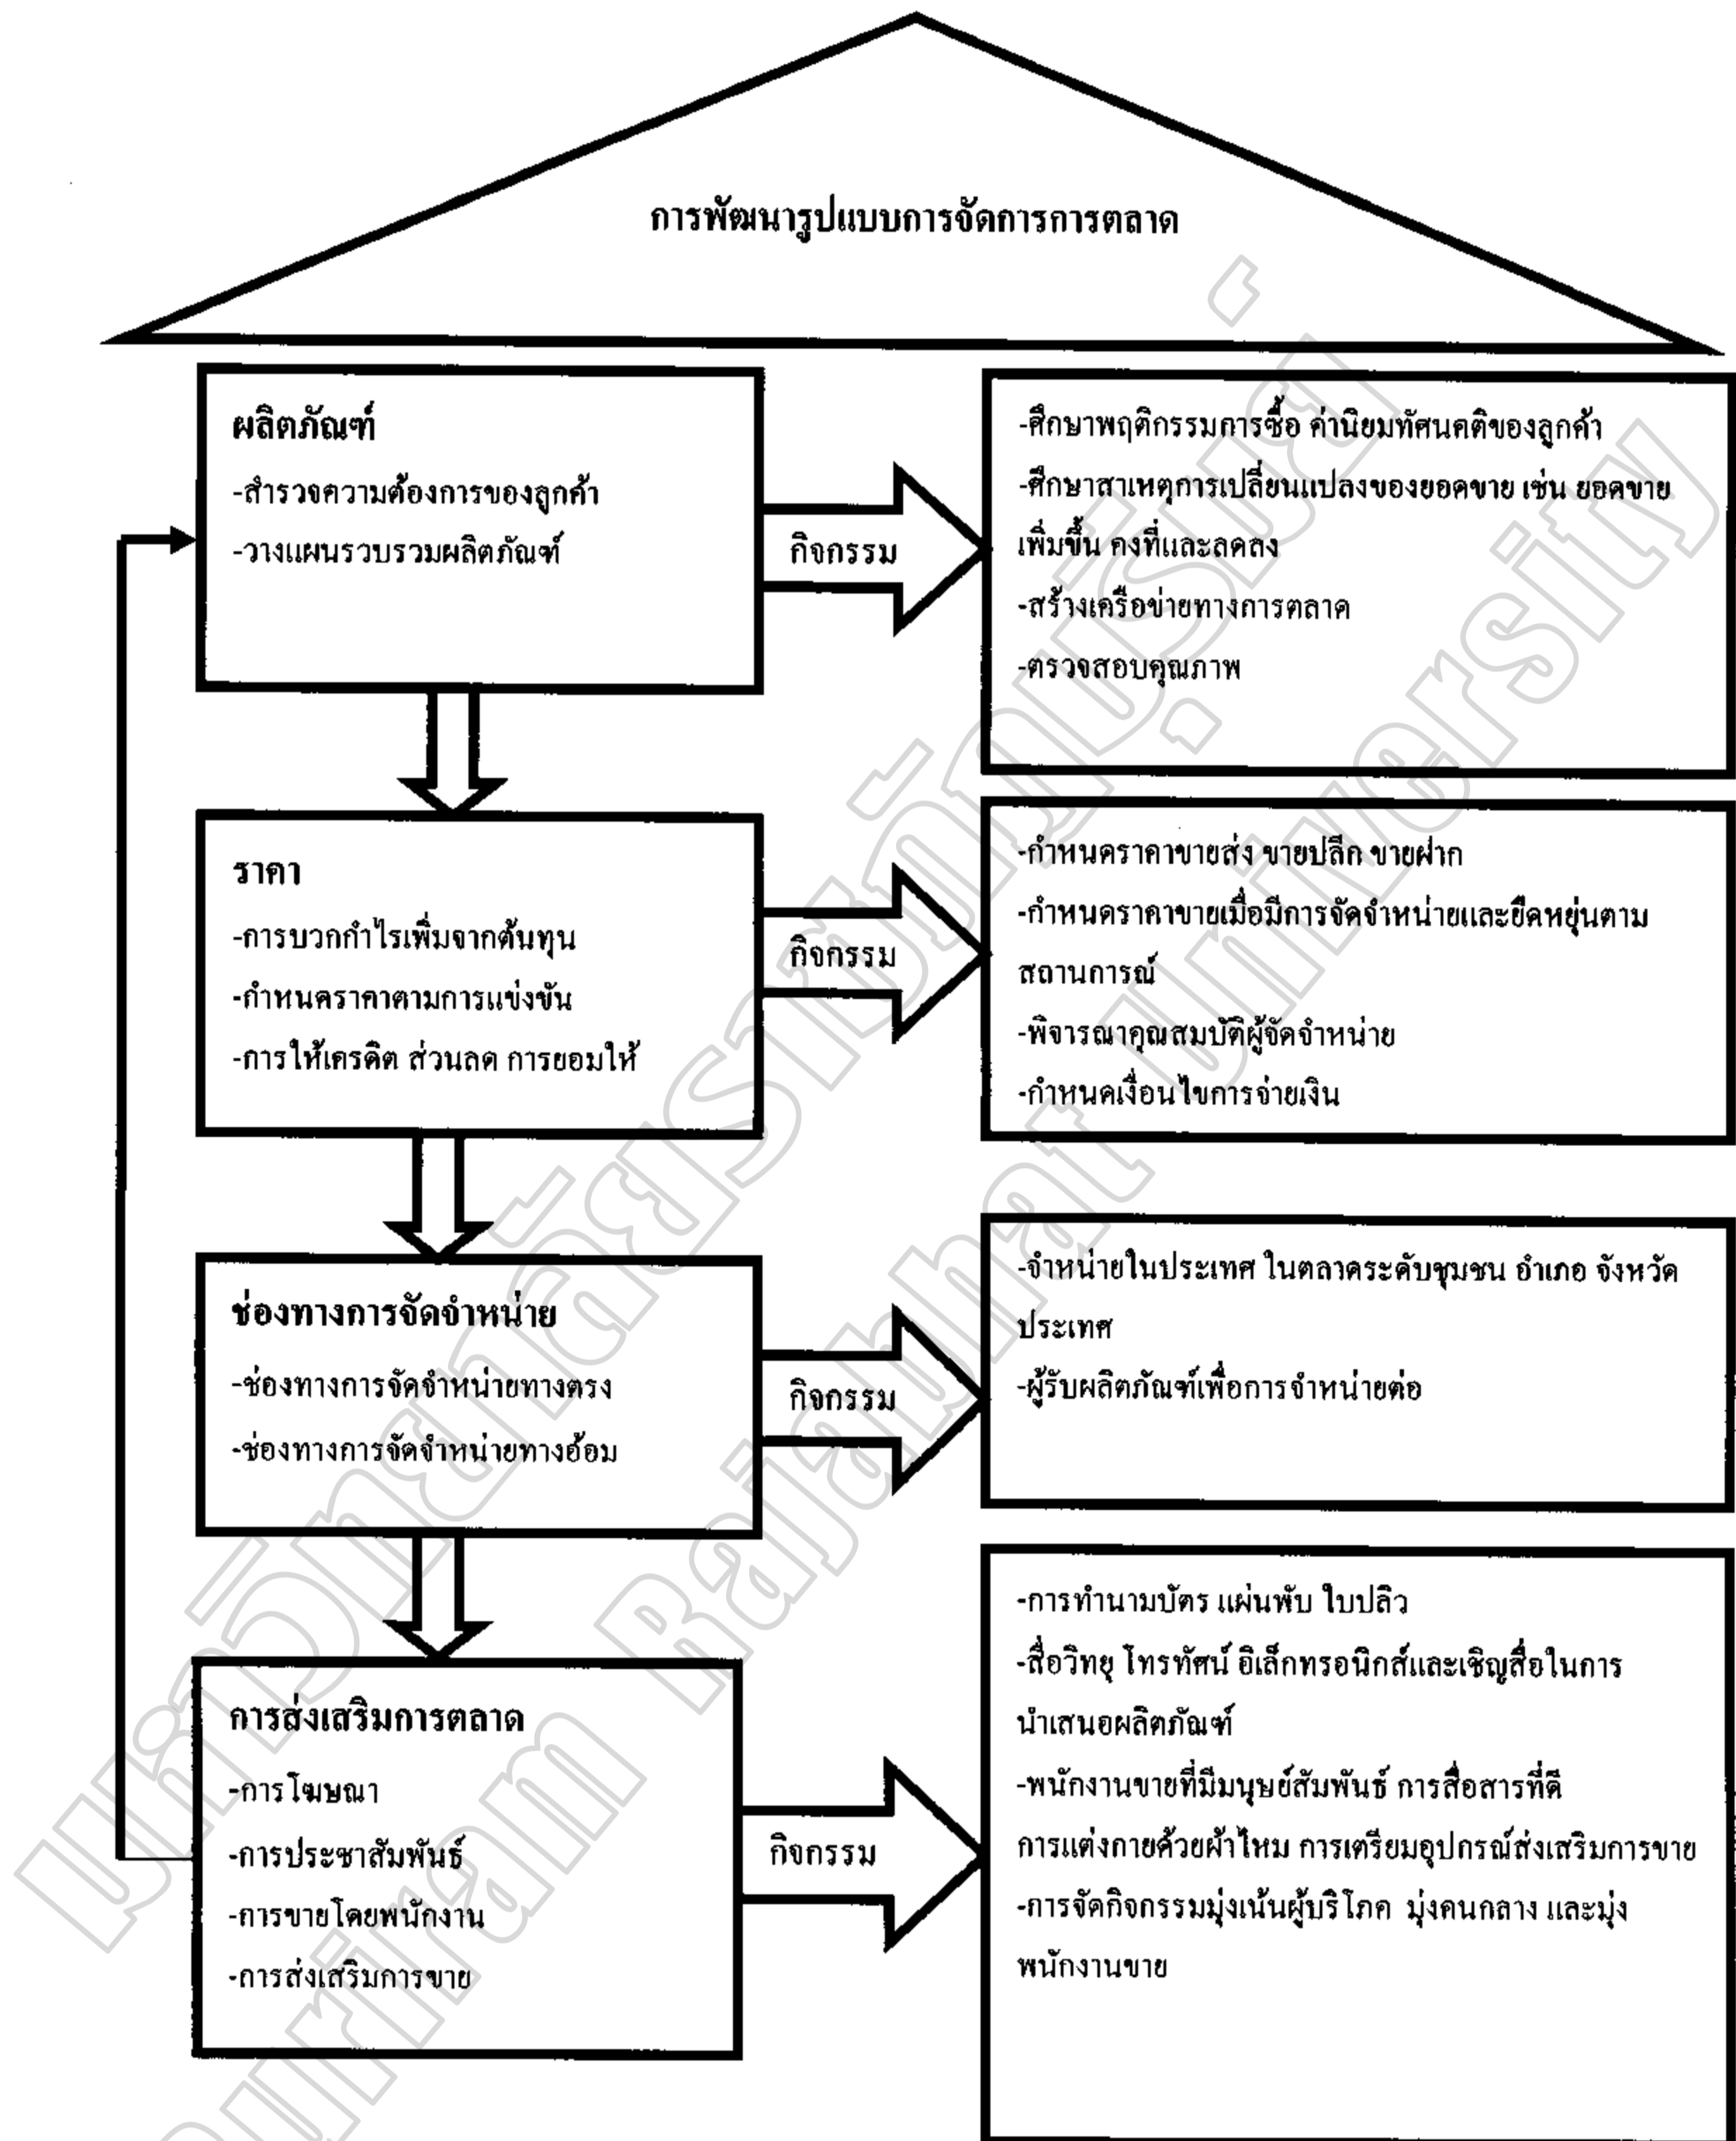 การพัฒนารูปแบบการจัดการการตลาด
ผลิตภัณฑ์
-สำรวจความต้องการของลูกค้า
-วางแผนรวบรวมผลิตภัณฑ์
กิจกรรม
-ศึกษาพฤติกรรมการซื้อ ค่านิยมทัศนคติของลูกค้า
-ศึกษาสาเหตุการเปลี่ยนแปลงของยอดขาย เช่น ยอดขาย
เพิ่มขึ้น คงที่และลดลง
-สร้างเครือข่ายทางการตลาด
-ตรวจสอบคุณภาพ
ราคา
-การบวกกำไรเพิ่มจากต้นทุน
-กำหนดราคาตามการแข่งขัน
-การให้เครดิต ส่วนลด การยอมให้
กิจกรรม
-กำหนดราคาขายส่ง ขายปลีก ขายฝาก
-กำหนดราคาขายเมื่อมีการจัดจำหน่ายและยืดหยุ่นตาม
สถานการณ์
-พิจารณาคุณสมบัติผู้จัดจำหน่าย
-กำหนดเงื่อนไขการจ่ายเงิน
ช่องทางการจัดจำหน่าย
-ช่องทางการจัดจำหน่ายทางตรง
-ช่องทางการจัดจำหน่ายทางอ้อม
กิจกรรม
-จำหน่ายในประเทศ ในตลาดระดับชุมชน อำเภอ จังหวัด
ประเทศ
-ผู้รับผลิตภัณฑ์เพื่อการจำหน่ายต่อ
การส่งเสริมการตลาด
-การโฆษณา
-การประชาสัมพันธ์
-การขายโดยพนักงาน
-การส่งเสริมการขาย
กิจกรรม
-การทำนามบัตร แผ่นพับ ใบปลิว
-สื่อวิทยุ โทรทัศน์ อิเล็กทรอนิกส์และเชิญสื่อในการ
นำเสนอผลิตภัณฑ์
-พนักงานขายที่มีมนุษย์สัมพันธ์ การสื่อสารที่ดี
การแต่งกายด้วยผ้าไหม การเตรียมอุปกรณ์ส่งเสริมการขาย
-การจัดกิจกรรมมุ่งเน้นผู้บริโภค มุ่งคนกลาง และมุ่ง
พนักงานขาย
มหาวิทยาลัยราชภัฏบุรีรัมย์
Buriram Rajabhat University